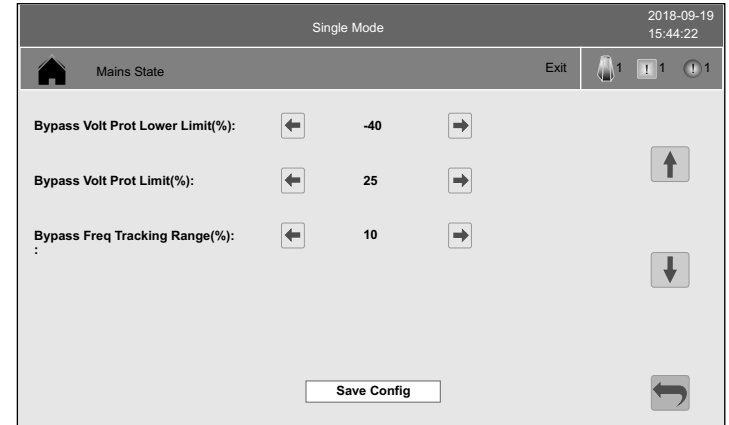 Single Mode
2018-09-19
15:44:22
Mains State
Exit
1
! 1
! 1
Bypass Volt Prot Lower Limit(%):
-40
Bypass Volt Prot Limit(%):
25
Bypass Freq Tracking Range(%):
10
:
Save Config